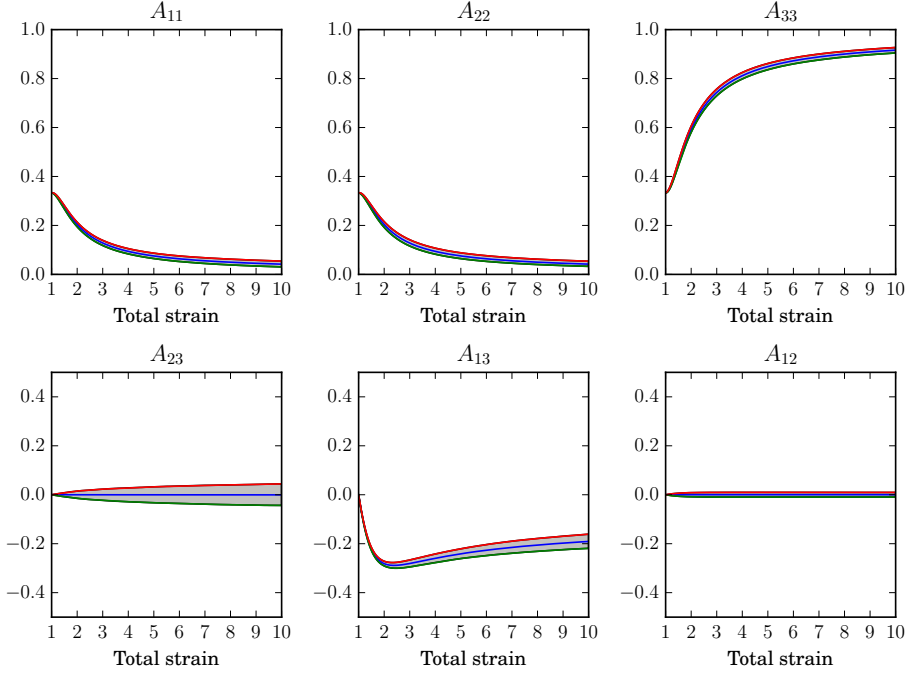 A11 A22 A33
1.0 1.0 1.0
0.8 0.8 0.8
0.6 0.6 0.6
0.4 0.4 0.4
0.2 0.2 0.2
0.0 0.0 0.0
1 2 3 4 5 6 7 8 9 10 1 2 3 4 5 6 7 8 9 10 1 2 3 4 5 6 7 8 9 10
Total strain Total strain Total strain
A23 A13 A12
0.4 0.4 0.4
0.2 0.2 0.2
0.0 0.0 0.0
−0.2 −0.2 −0.2
−0.4 −0.4 −0.4
1 2 3 4 5 6 7 8 9 10 1 2 3 4 5 6 7 8 9 10 1 2 3 4 5 6 7 8 9 10
Total strain Total strain Total strain